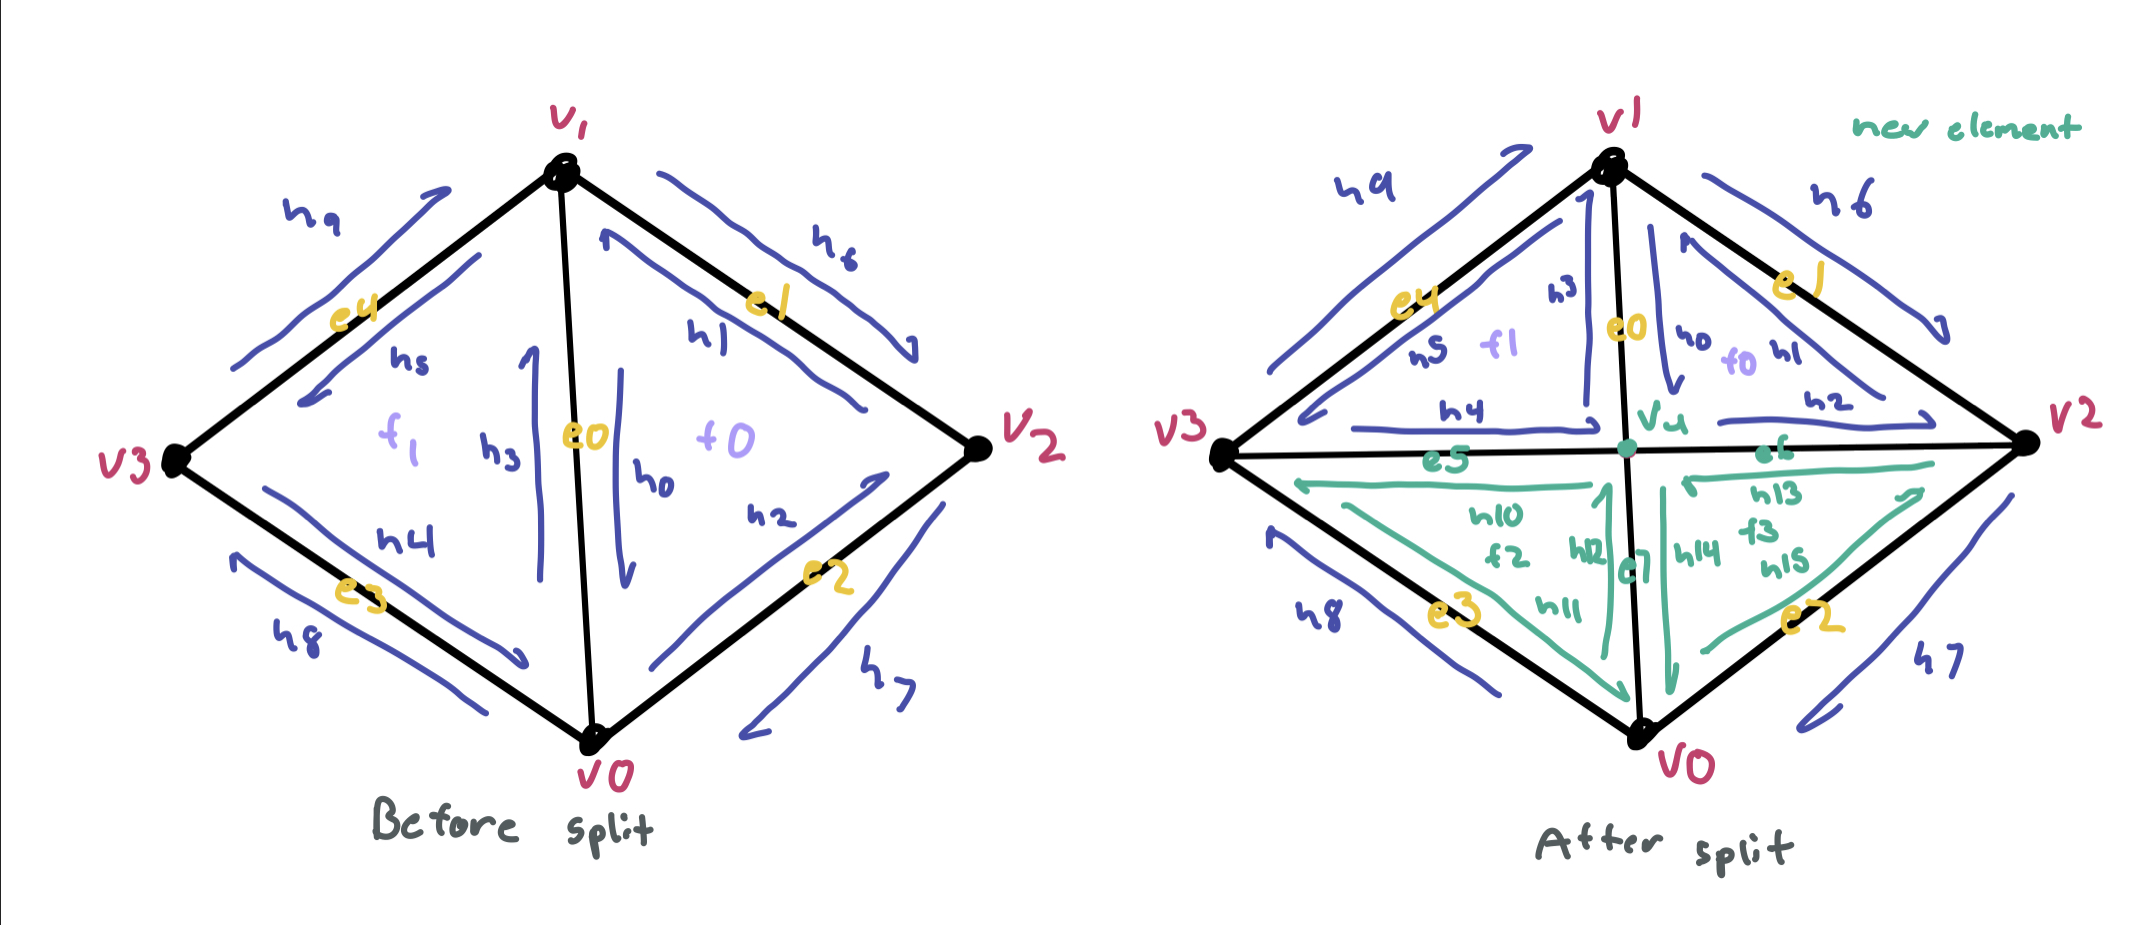 v1
h9
h6
e4
e1
h1
h5
f1
h3
e0
f0
h0
v2
v3
h2
h4
e3
e2
h8
h7
v0
Before split
v1
new element
h9
h6
e4
e1
h3
e0
h0
h5
f1
f0
h1
h4
v4
h2
v3
v2
e5
e6
h10
h13
f2
h12
e7
h14
f3
h15
h11
e3
e2
h8
h7
v0
After split